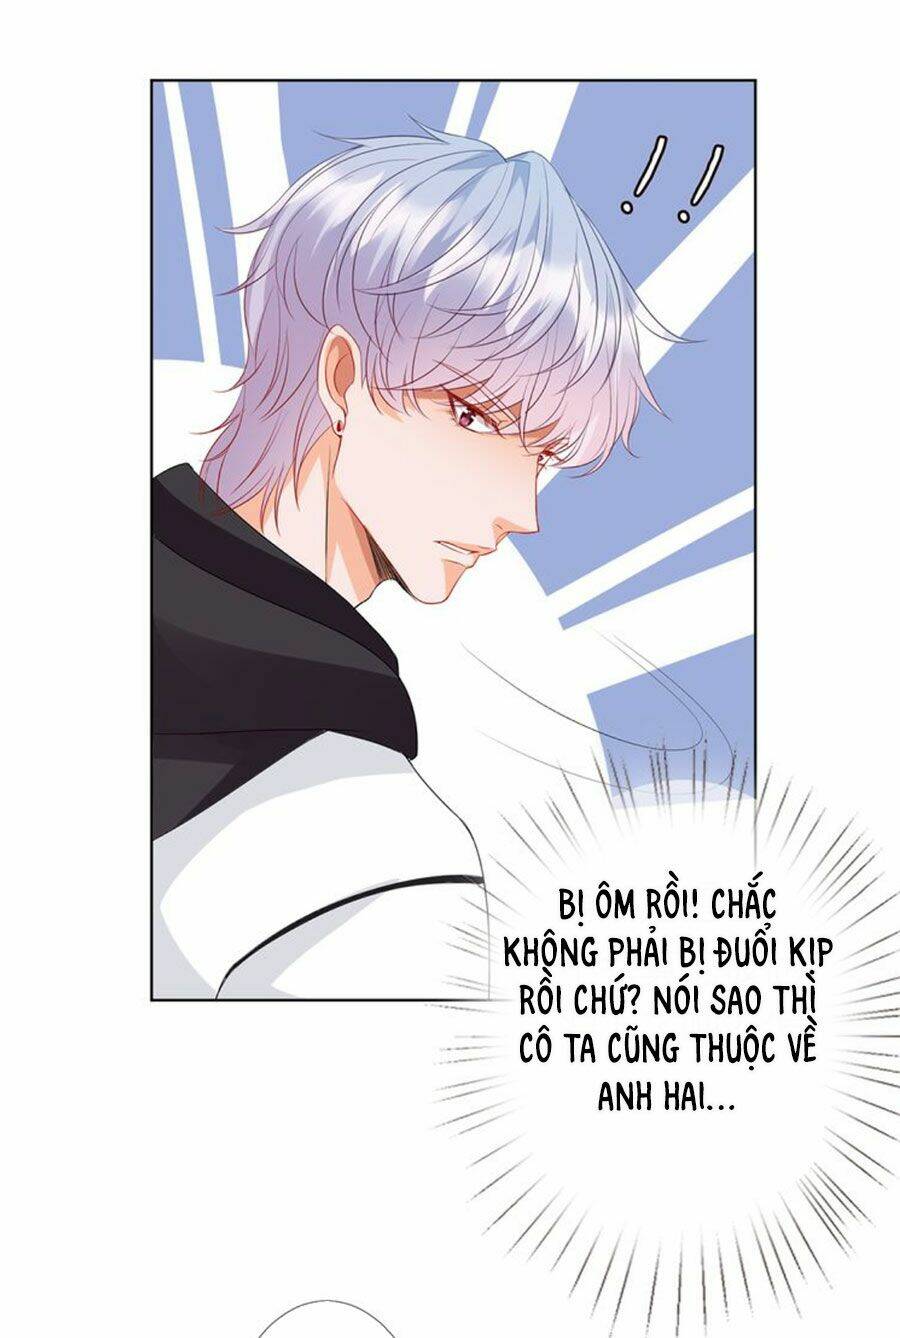 BỊ ÔM RỒI! CHẮC
KHÔNG PHẢI BỊ ĐUỔI KỊP
RỒI CHỨ? NÓI SAO THÌ
CÔ TA CŨNG THUỘC VỀ
ANH HAI...